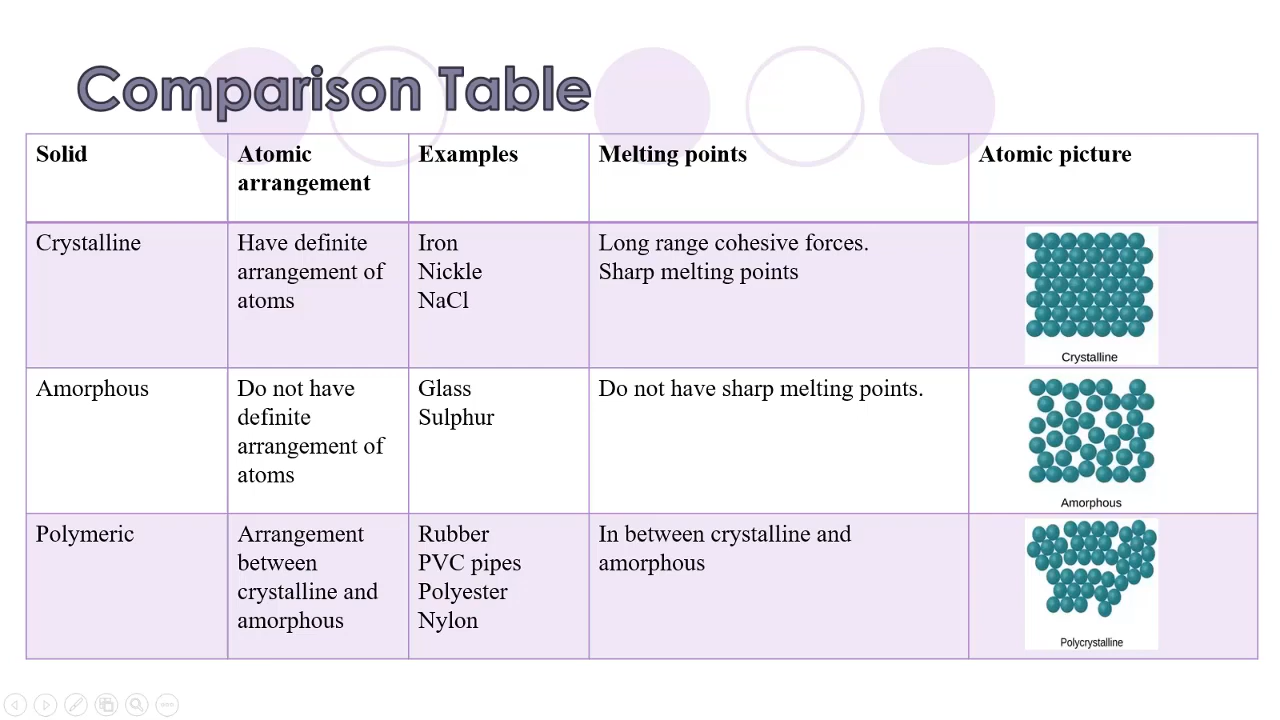 Comparison Table
Solid
Atomic
arrangement
Examples
Melting points
Atomic picture
Crystalline
Have definite
arrangement of
atoms
Iron
Nickle
NaCl
Long range cohesive forces.
Sharp melting points
Crystalline
Amorphous
Do not have
definite
arrangement of
atoms
Glass
Sulphur
Do not have sharp melting points.
Amorphous
Polymeric
Arrangement
between
crystalline and
amorphous
Rubber
PVC pipes
Polyester
Nylon
In between crystalline and
amorphous
Polycrystalline